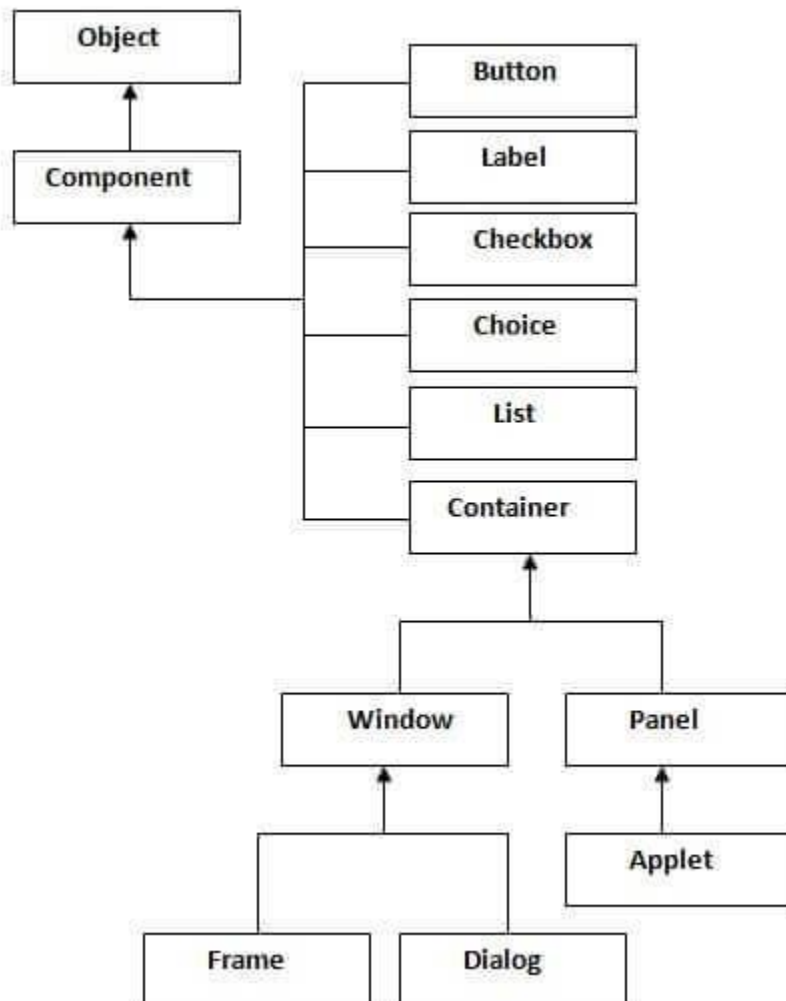 Object
Button
Label
Component
Checkbox
Choice
List
Container
Window
Panel
Applet
Frame
Dialog